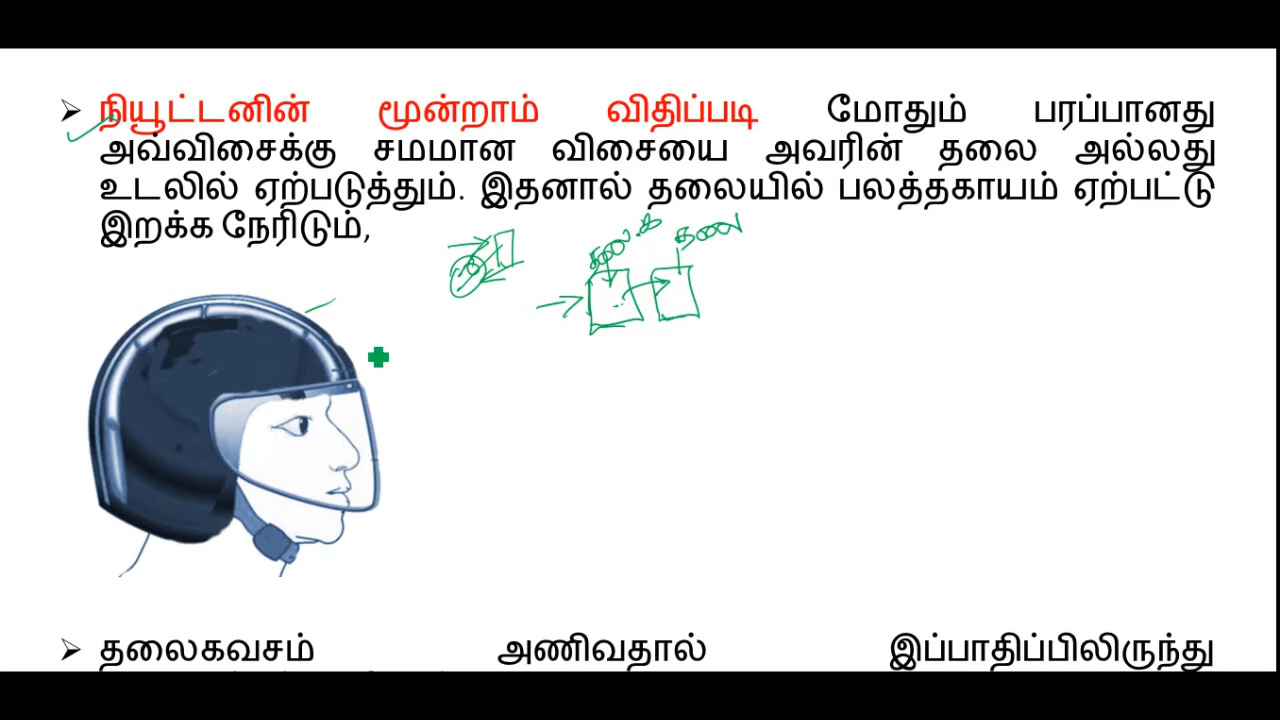 நியூட்டனின் மூன்றாம் விதிப்படி மோதும் பரப்பானது
அவ்விசைக்கு சமமான விசையை அவரின் தலை அல்லது
உடலில் ஏற்படுத்தும். இதனால் தலையில் பலத்தகாயம் ஏற்பட்டு
இறக்க நேரிடும்,
தலை
தலைகவசம் அணிவதால் இப்பாதிப்பிலிருந்து